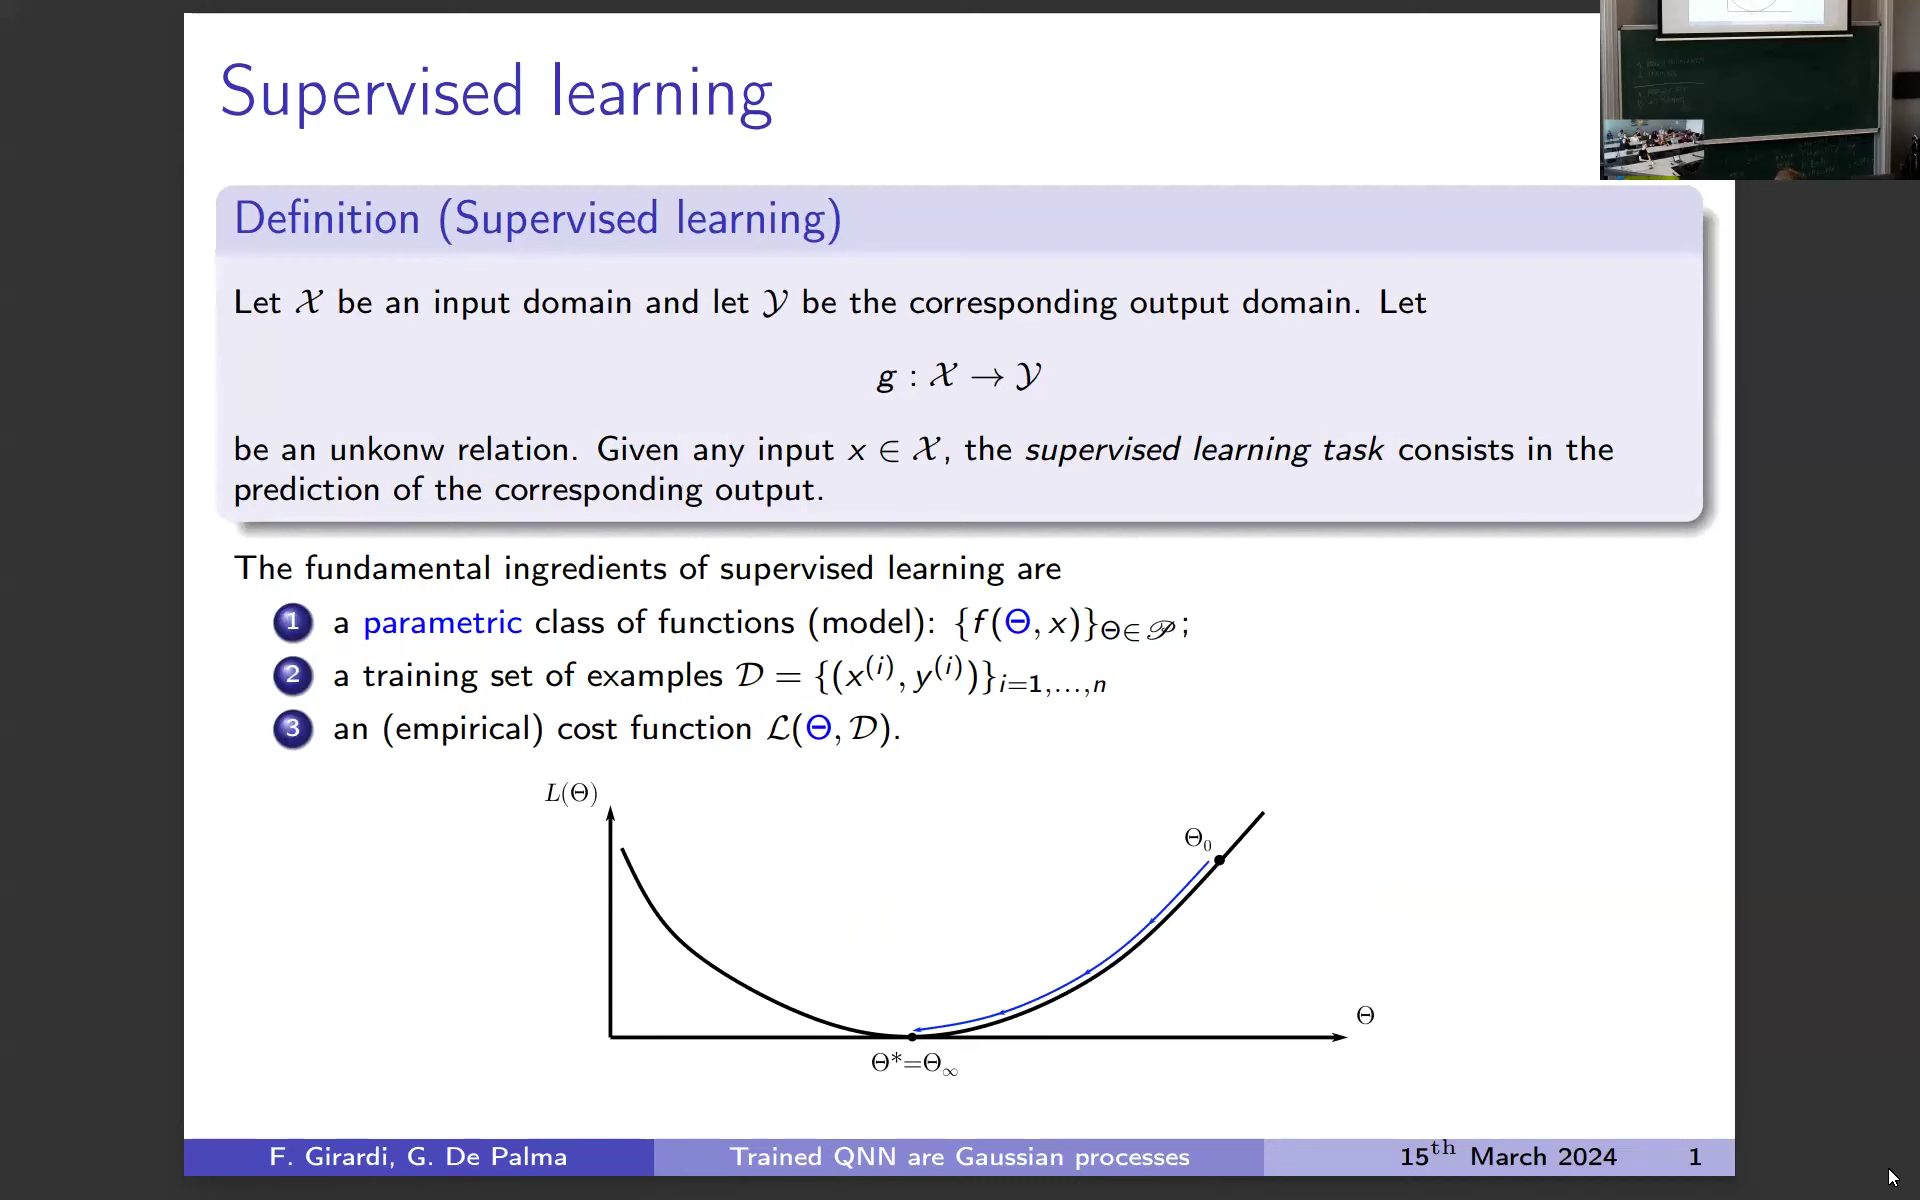 Supervised learning
Definition (Supervised learning)
Let 𝒳 be an input domain and let 𝒴 be the corresponding output domain. Let
g : 𝒳 → 𝒴
be an unkonw relation. Given any input x ∈ 𝒳, the supervised learning task consists in the
prediction of the corresponding output.
The fundamental ingredients of supervised learning are
1 a parametric class of functions (model): {f(Θ, x)}_{Θ∈𝒫};
2 a training set of examples 𝒟 = {(x^{(i)}, y^{(i)})}_{i=1,…,n}
3 an (empirical) cost function ℒ(Θ, 𝒟).
L(Θ)
Θ₀
Θ
Θ*=Θ_∞
F. Girardi, G. De Palma Trained QNN are Gaussian processes 15th March 2024 1